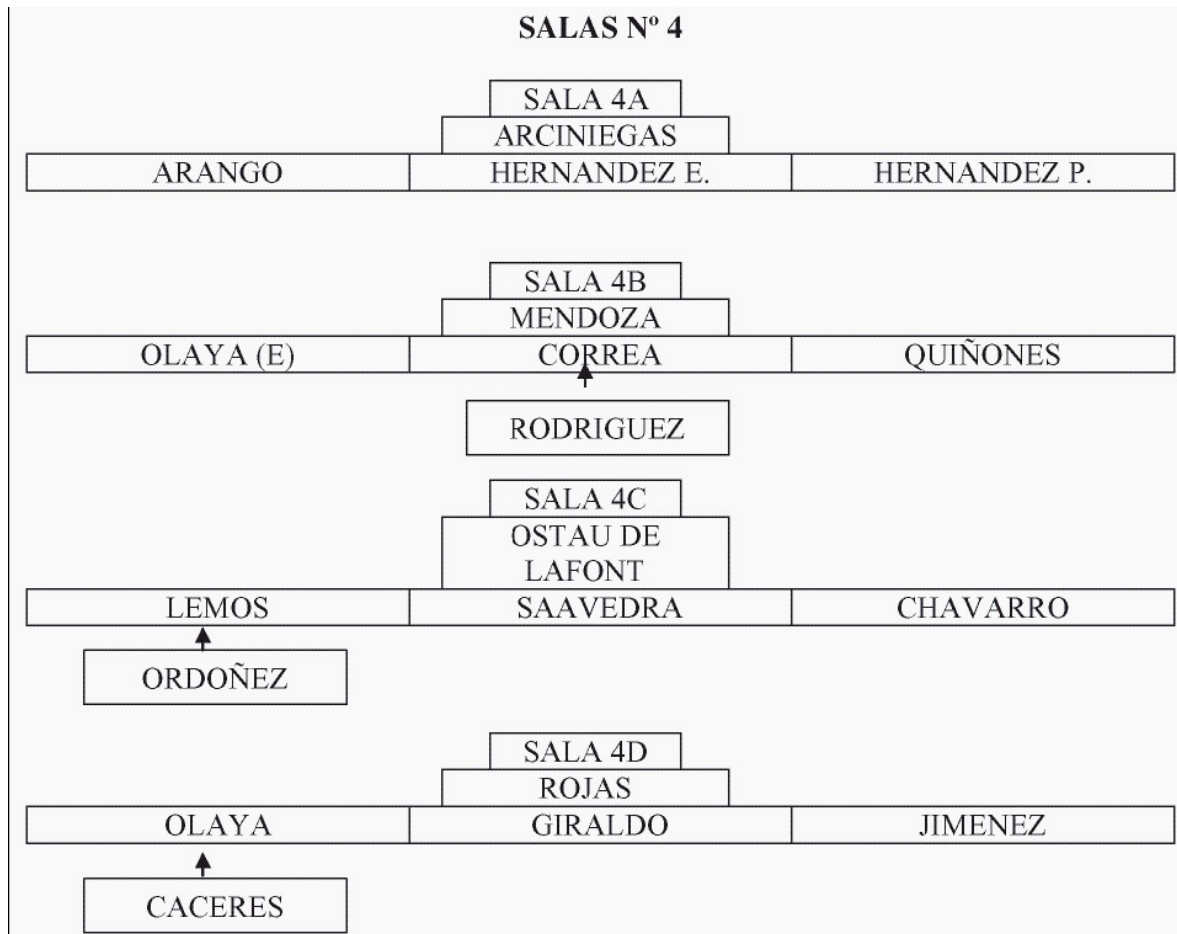 SALAS Nº 4
SALA 4A
ARCINIEGAS
ARANGO HERNANDEZ E. HERNANDEZ P.
SALA 4B
MENDOZA
OLAYA (E) CORREA QUIÑONES
RODRIGUEZ
SALA 4C
OSTAU DE
LAFONT
LEMOS SAAVEDRA CHAVARRO
ORDOÑEZ
SALA 4D
ROJAS
OLAYA GIRALDO JIMENEZ
CACERES